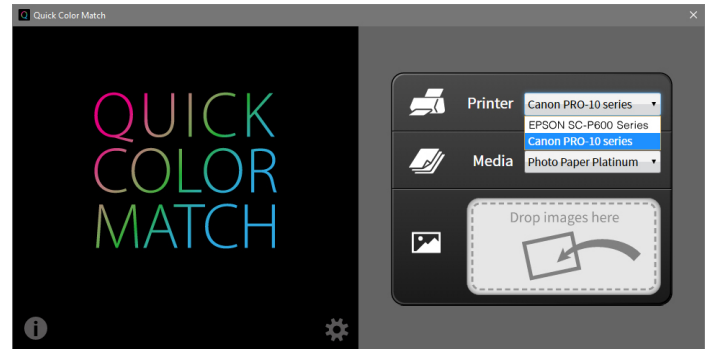 Quick Color Match
QUICK
COLOR
MATCH
Printer
Canon PRO-10 series
EPSON SC-P600 Series
Canon PRO-10 series
Media
Photo Paper Platinum
Drop images here